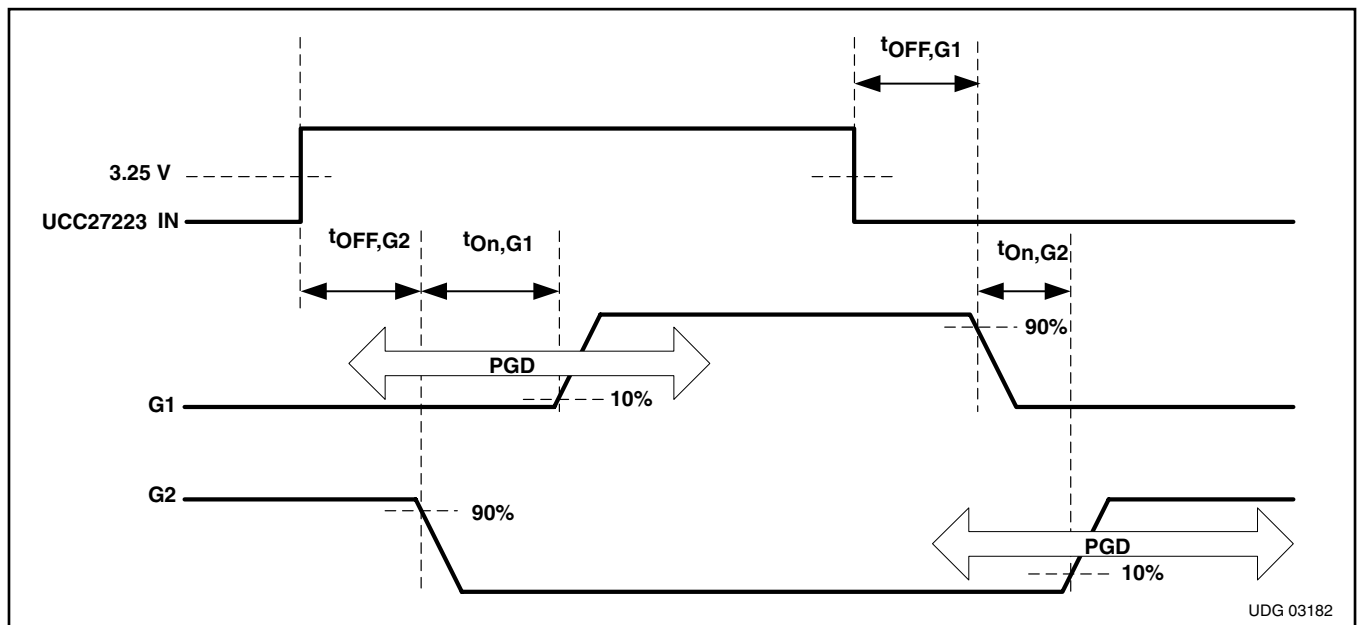 tOFF,G1
3.25 V
UCC27223 IN
tOFF,G2
tOn,G1
tOn,G2
90%
PGD
10%
G1
G2
90%
PGD
10%
UDG 03182